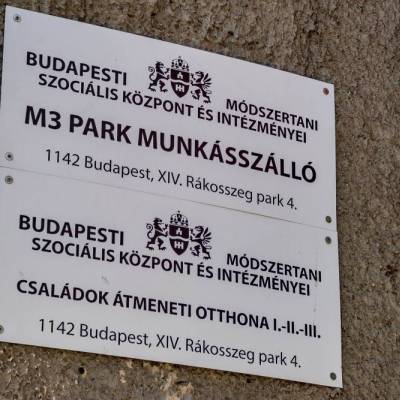 BUDAPESTI MÓDSZERTANI
SZOCIÁLIS KÖZPONT ÉS INTÉZMÉNYEI
M3 PARK MUNKÁSSZÁLLÓ
1142 Budapest, XIV. Rákosszeg park 4.
BUDAPESTI MÓDSZERTANI
SZOCIÁLIS KÖZPONT ÉS INTÉZMÉNYEI
CSALÁDOK ÁTMENETI OTTHONA I.-II.-III.
1142 Budapest, XIV. Rákosszeg park 4.